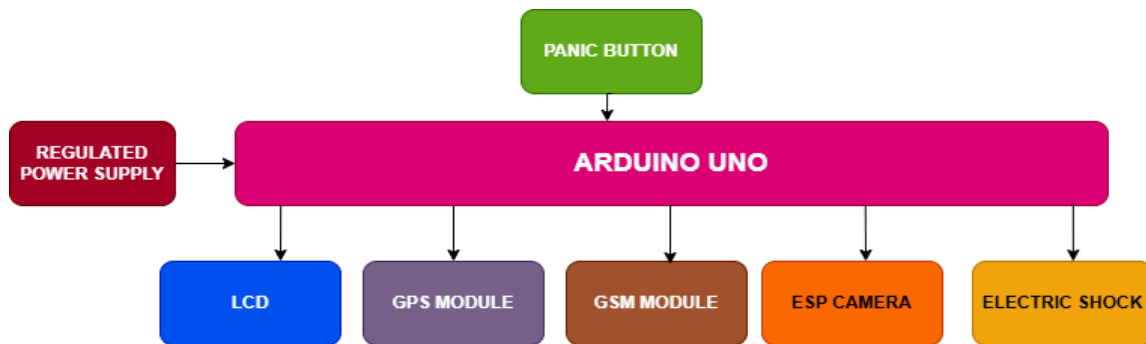 PANIC BUTTON
REGULATED
POWER SUPPLY
ARDUINO UNO
LCD
GPS MODULE
GSM MODULE
ESP CAMERA
ELECTRIC SHOCK